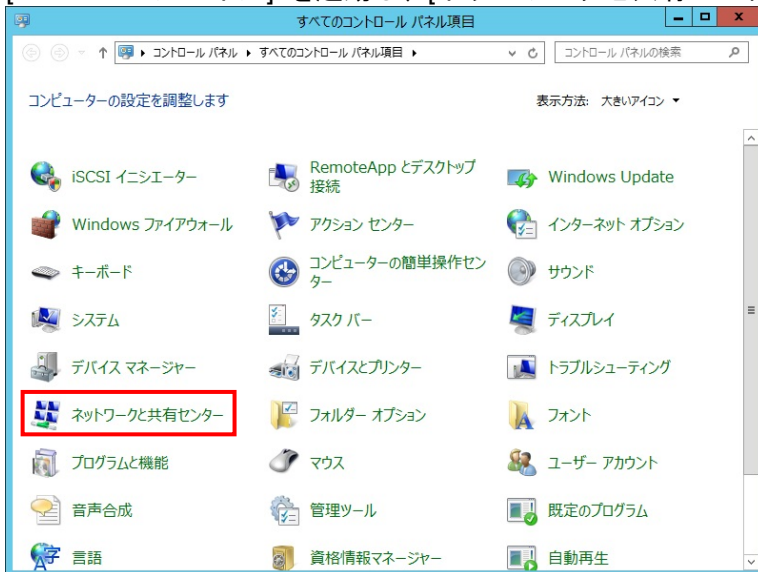 すべてのコントロール パネル項目
コントロール パネル ▸ すべてのコントロール パネル項目 ▸
コントロール パネルの検索
コンピューターの設定を調整します
表示方法: 大きいアイコン
iSCSI イニシエーター
RemoteApp とデスクトップ
接続
Windows Update
Windows ファイアウォール
アクション センター
インターネット オプション
キーボード
コンピューターの簡単操作セン
ター
サウンド
システム
タスク バー
ディスプレイ
デバイス マネージャー
デバイスとプリンター
トラブルシューティング
ネットワークと共有センター
フォルダー オプション
フォント
プログラムと機能
マウス
ユーザー アカウント
音声合成
管理ツール
既定のプログラム
言語
資格情報マネージャー
自動再生